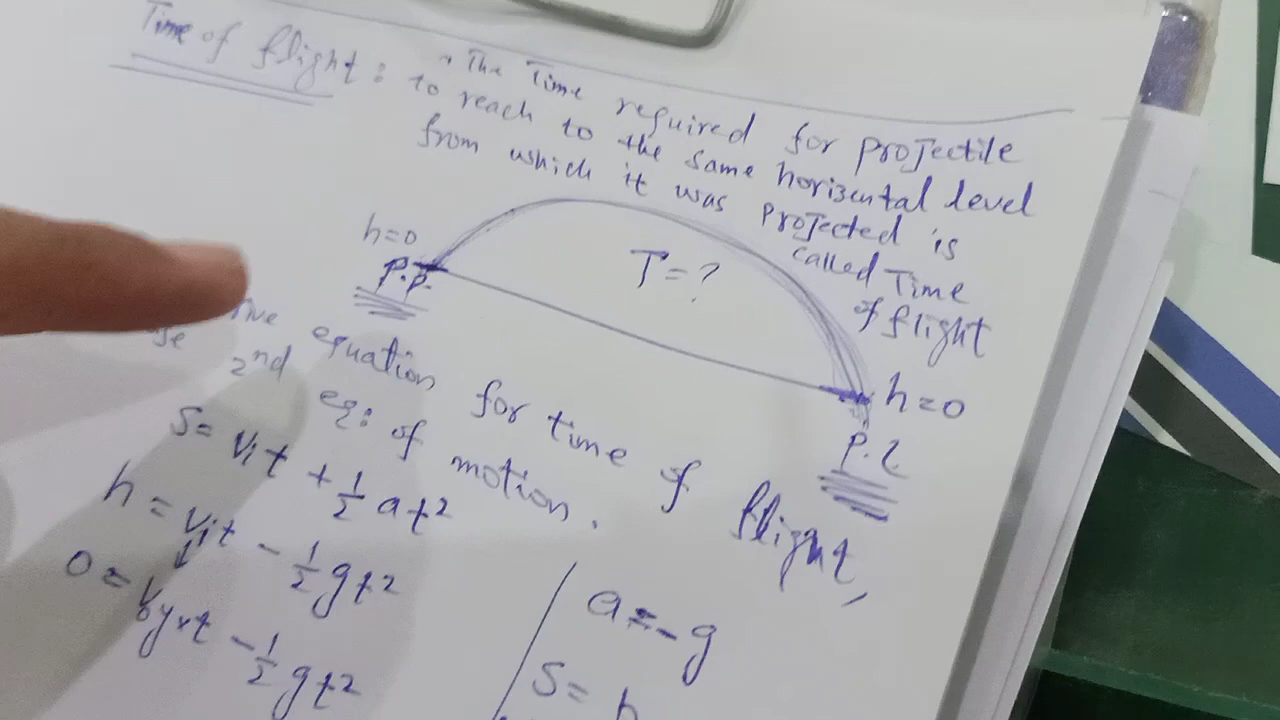 Time of flight: The Time required for projectile
to reach to the same horizental level
from which it was projected is
called Time
of flight
h=0
P.P.
T=?
h=0
P.L
equation for time of flight,
2nd eq: of motion.
S= Vit + 1/2 at²
h = Vit - 1/2 gt²
0 = Voyxt - 1/2 gt²
a=-g
S= h